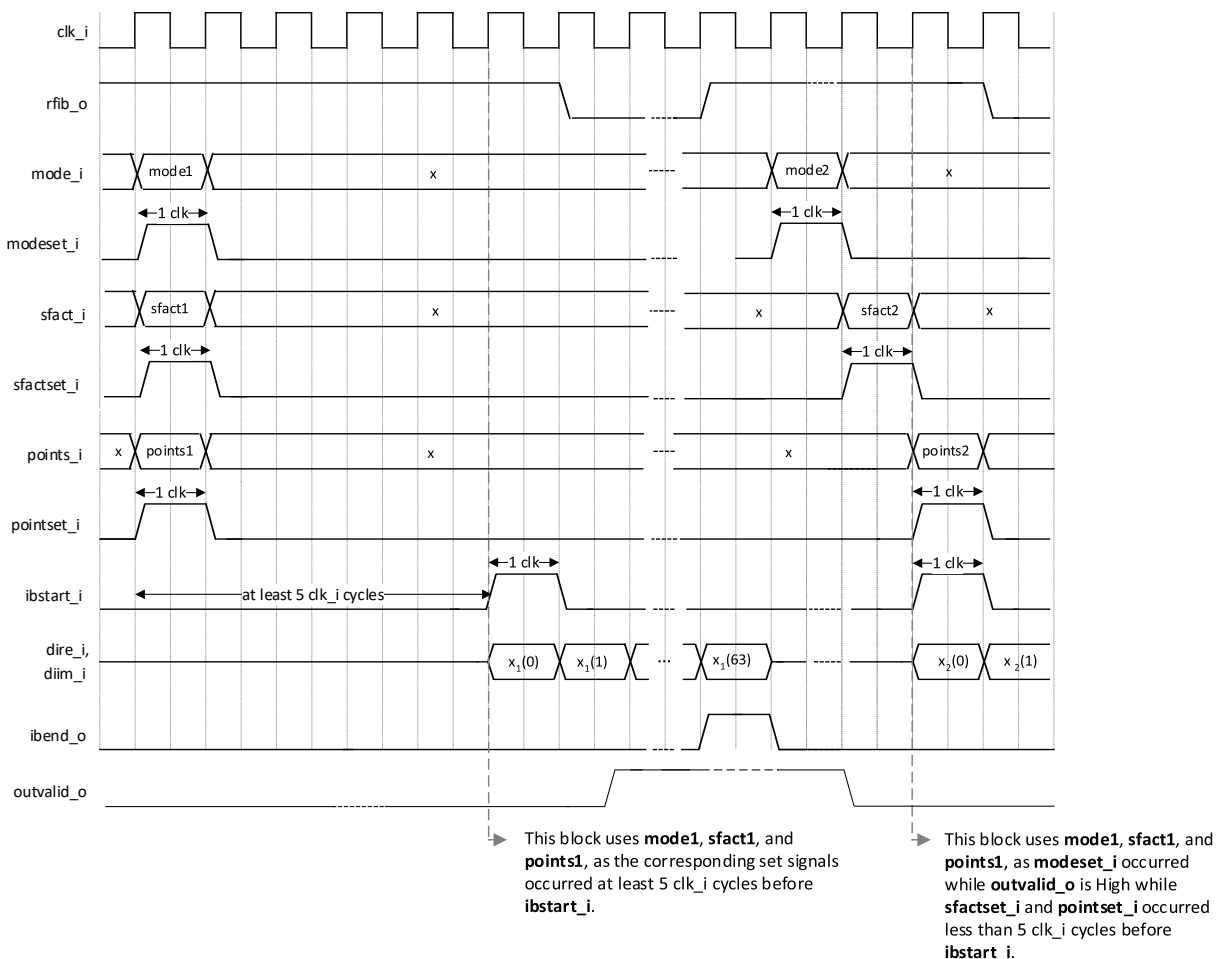 clk_i
rfib_o
mode_i
mode1
x
mode2
x
1 clk
1 clk
modeset_i
sfact_i
sfact1
x
x
sfact2
x
1 clk
1 clk
sfactset_i
points_i
x
points1
x
x
points2
1 clk
1 clk
pointset_i
1 clk
1 clk
ibstart_i
at least 5 clk_i cycles
dire_i,
diim_i
x1(0)
x1(1)
...
x1(63)
x2(0)
x2(1)
ibend_o
outvalid_o
This block uses mode1, sfact1, and
points1, as the corresponding set signals
occurred at least 5 clk_i cycles before
ibstart_i.
This block uses mode1, sfact1, and
points1, as modeset_i occurred
while outvalid_o is High while
sfactset_i and pointset_i occurred
less than 5 clk_i cycles before
ibstart_i.